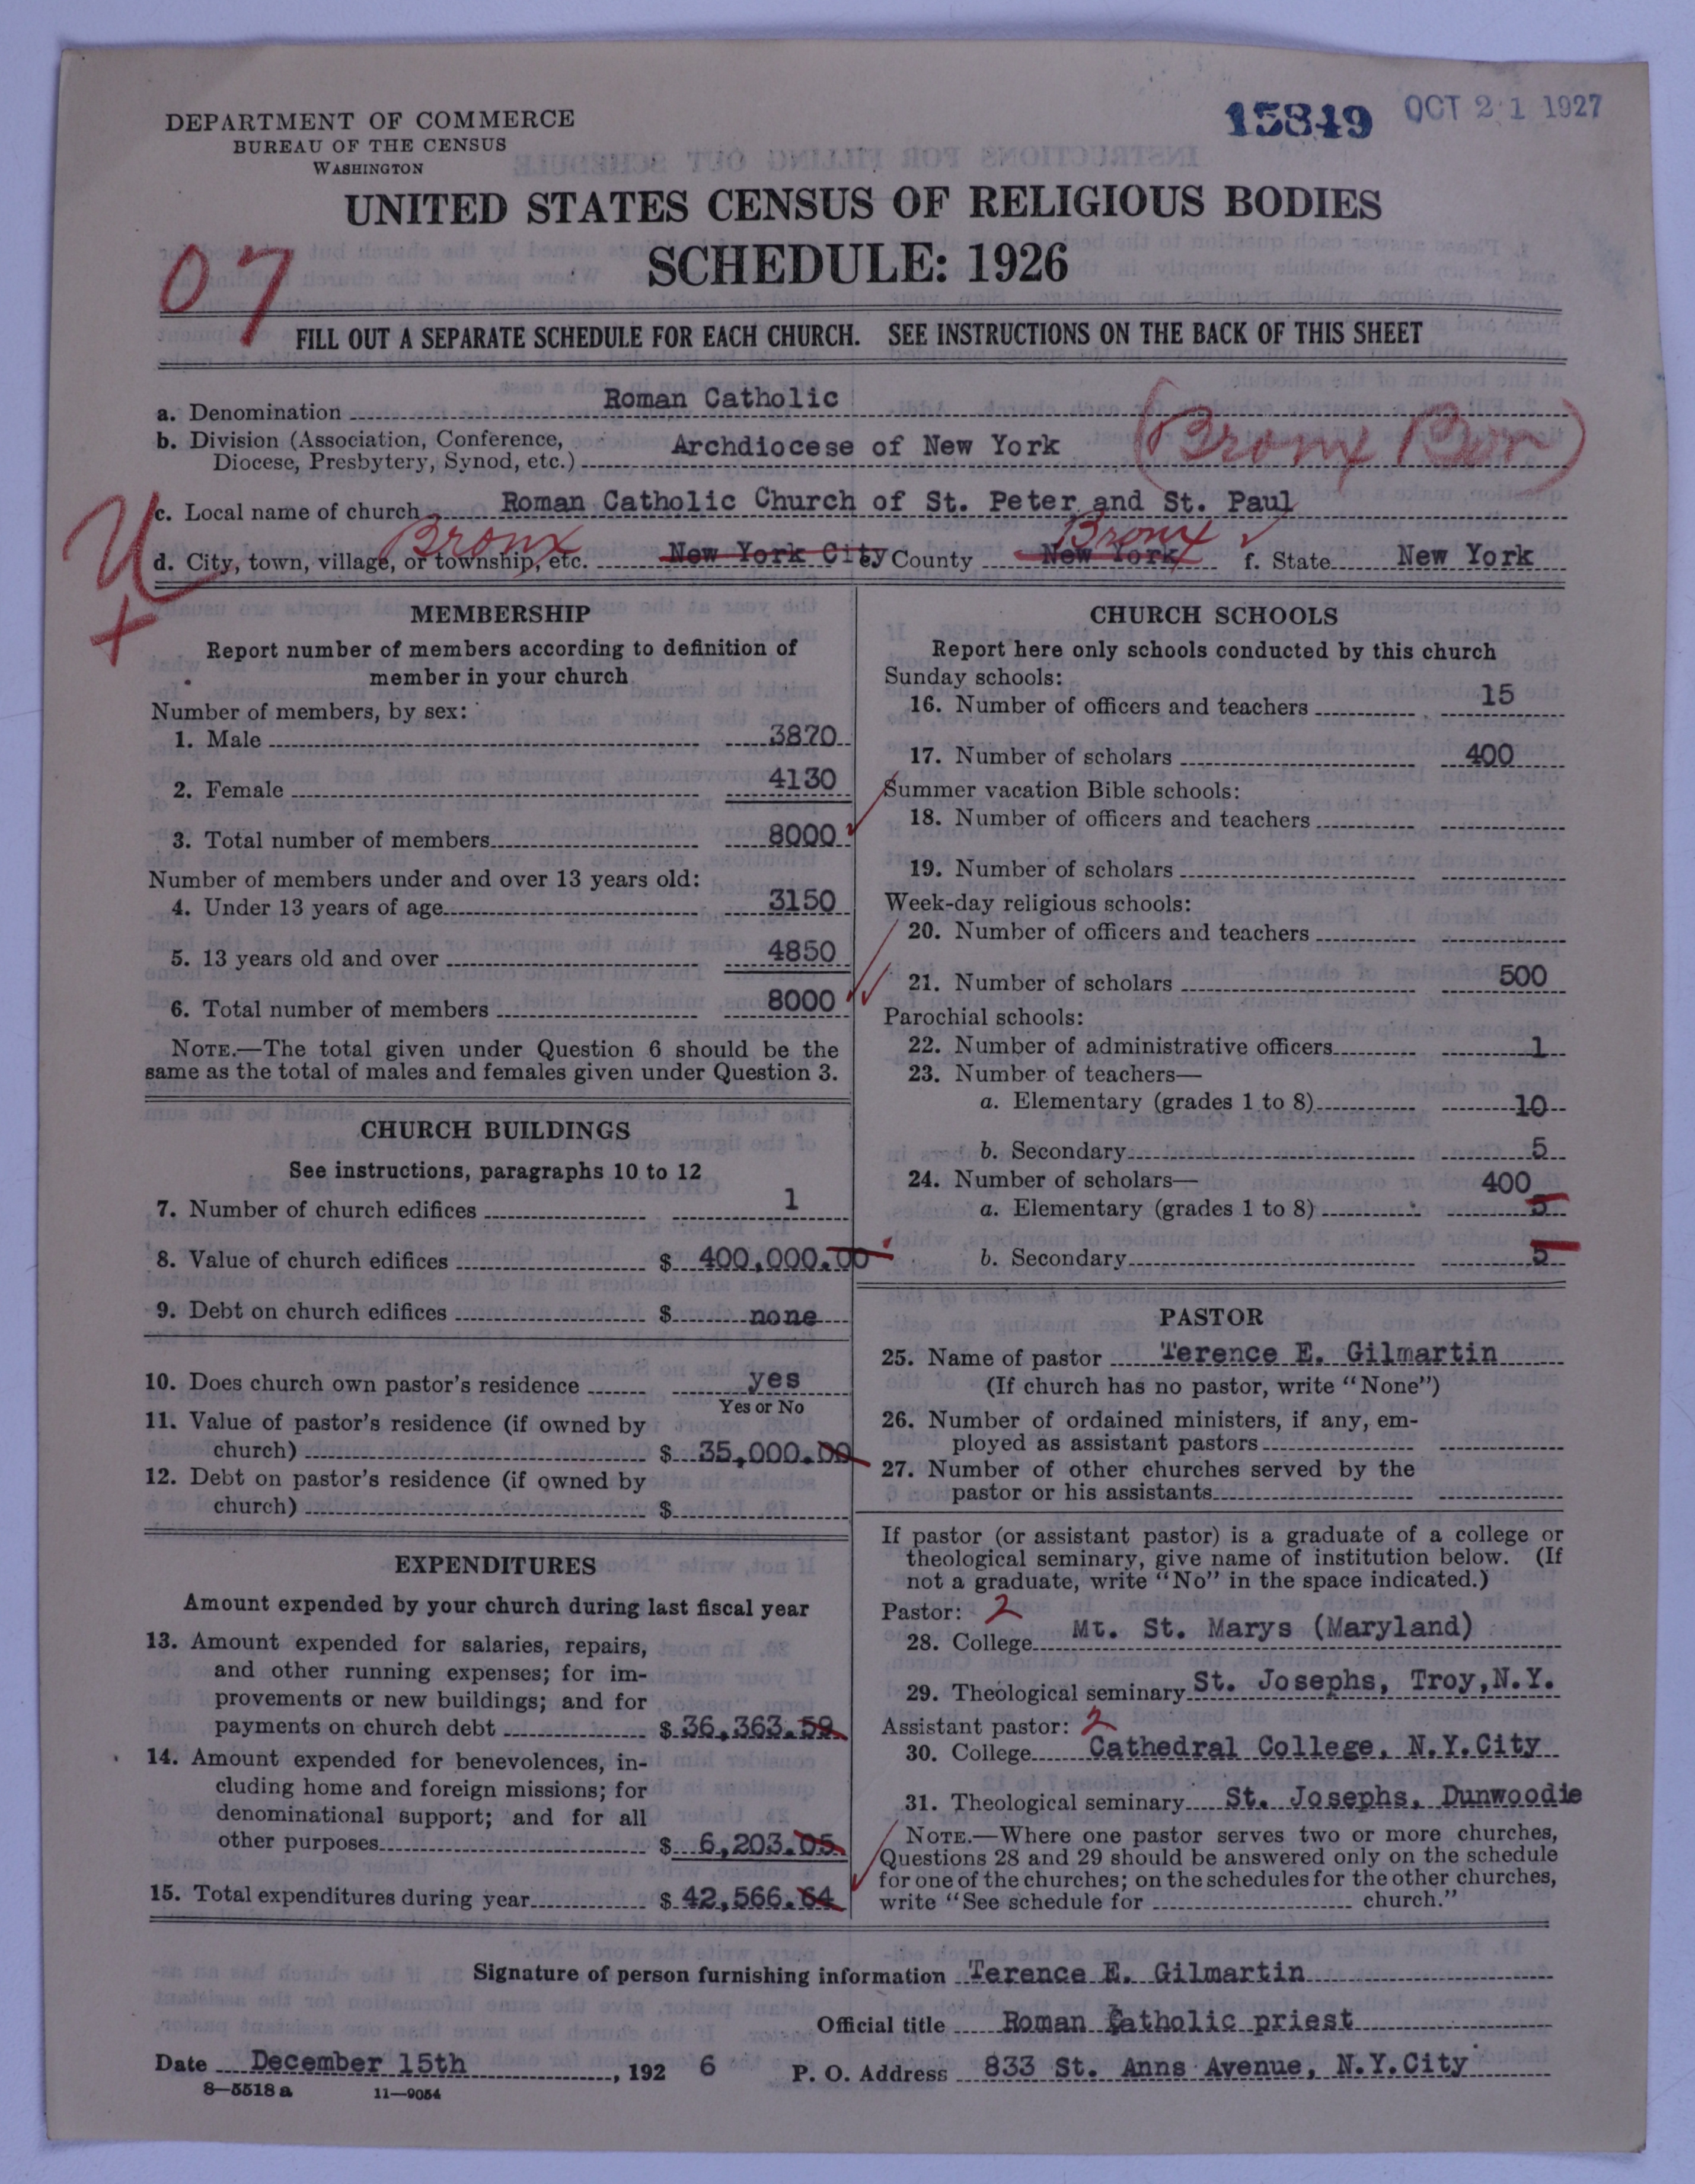 DEPARTMENT OF COMMERCE
BUREAU OF THE CENSUS
WASHINGTON
15849 OCT 21 1927
UNITED STATES CENSUS OF RELIGIOUS BODIES
SCHEDULE: 1926
07
FILL OUT A SEPARATE SCHEDULE FOR EACH CHURCH. SEE INSTRUCTIONS ON THE BACK OF THIS SHEET
a. Denomination Roman Catholic
b. Division (Association, Conference,
Diocese, Presbytery, Synod, etc.) Archdiocese of New York (Bronx Bor)
c. Local name of church Roman Catholic Church of St. Peter and St. Paul
U Bronx Bronx
d. City, town, village, or township, etc. New York City County New York f. State New York
+
MEMBERSHIP
Report number of members according to definition of
member in your church
Number of members, by sex:
1. Male 3870
2. Female 4130
3. Total number of members 8000
Number of members under and over 13 years old:
4. Under 13 years of age 3150
5. 13 years old and over 4850
6. Total number of members 8000
NOTE.—The total given under Question 6 should be the
same as the total of males and females given under Question 3.
CHURCH BUILDINGS
See instructions, paragraphs 10 to 12
7. Number of church edifices 1
8. Value of church edifices $ 400,000.00
9. Debt on church edifices $ none
10. Does church own pastor's residence yes
Yes or No
11. Value of pastor's residence (if owned by
church) $ 35,000.00
12. Debt on pastor's residence (if owned by
church) $
EXPENDITURES
Amount expended by your church during last fiscal year
13. Amount expended for salaries, repairs,
and other running expenses; for im-
provements or new buildings; and for
payments on church debt $ 36,363.59
14. Amount expended for benevolences, in-
cluding home and foreign missions; for
denominational support; and for all
other purposes $ 6,203.05
15. Total expenditures during year $ 42,566.64
CHURCH SCHOOLS
Report here only schools conducted by this church
Sunday schools:
16. Number of officers and teachers 15
17. Number of scholars 400
Summer vacation Bible schools:
18. Number of officers and teachers
19. Number of scholars
Week-day religious schools:
20. Number of officers and teachers
21. Number of scholars 500
Parochial schools:
22. Number of administrative officers 1
23. Number of teachers—
a. Elementary (grades 1 to 8) 10
b. Secondary 5
24. Number of scholars— 400
a. Elementary (grades 1 to 8) 5
b. Secondary 5
PASTOR
25. Name of pastor Terence E. Gilmartin
(If church has no pastor, write "None")
26. Number of ordained ministers, if any, em-
ployed as assistant pastors
27. Number of other churches served by the
pastor or his assistants
If pastor (or assistant pastor) is a graduate of a college or
theological seminary, give name of institution below. (If
not a graduate, write "No" in the space indicated.)
Pastor: 2
28. College Mt. St. Marys (Maryland)
29. Theological seminary St. Josephs, Troy,N.Y.
Assistant pastor: 2
30. College Cathedral College, N.Y.City
31. Theological seminary St. Josephs, Dunwoodie
NOTE.—Where one pastor serves two or more churches,
Questions 28 and 29 should be answered only on the schedule
for one of the churches; on the schedules for the other churches,
write "See schedule for church."
Signature of person furnishing information Terence E. Gilmartin
Official title Roman Catholic priest
Date December 15th, 192 6 P. O. Address 833 St. Anns Avenue, N.Y.City
8—5518 a 11—9054